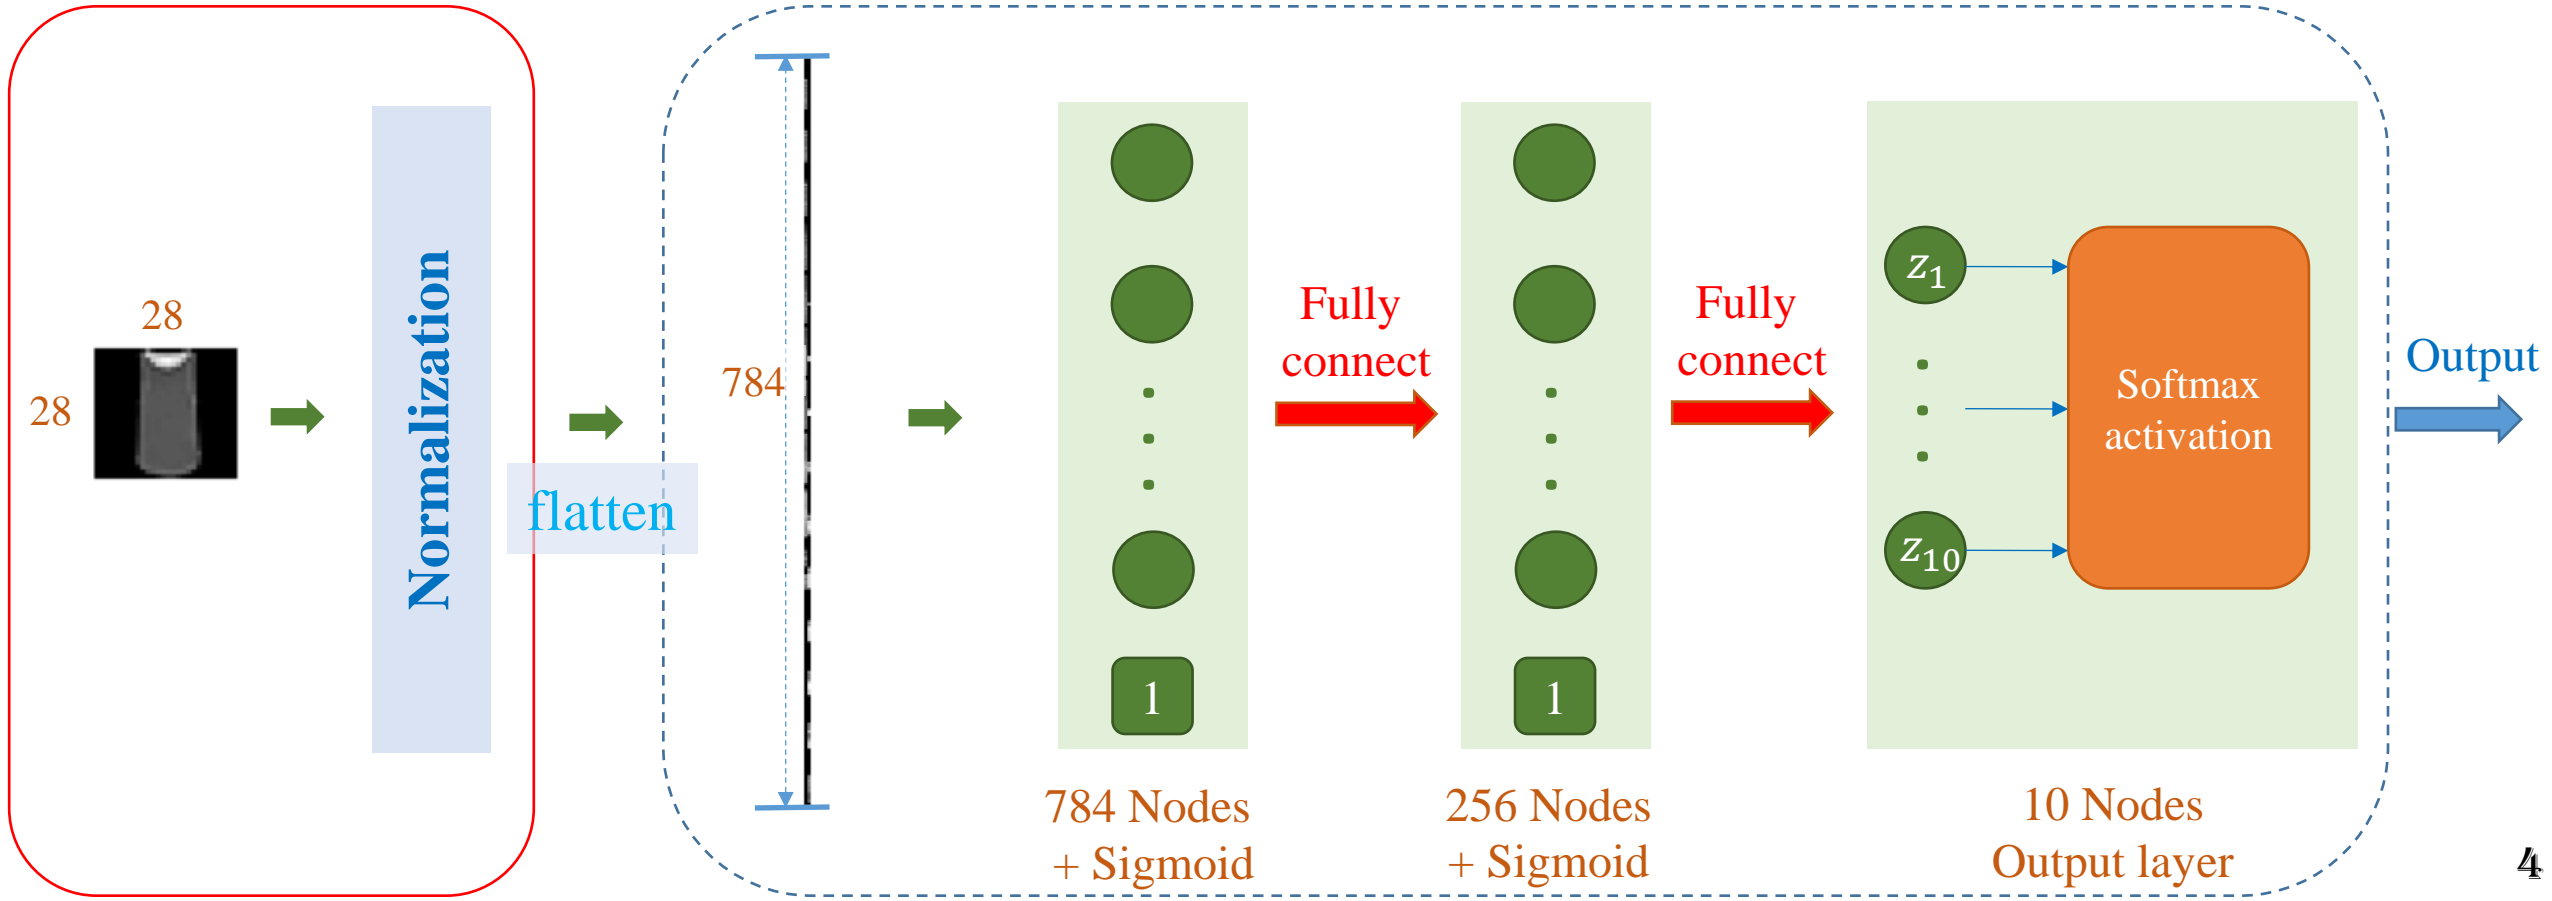 28
28
Normalization
flatten
784
1
784 Nodes
+ Sigmoid
Fully
connect
1
256 Nodes
+ Sigmoid
Fully
connect
z₁
z₁₀
Softmax
activation
10 Nodes
Output layer
Output
4